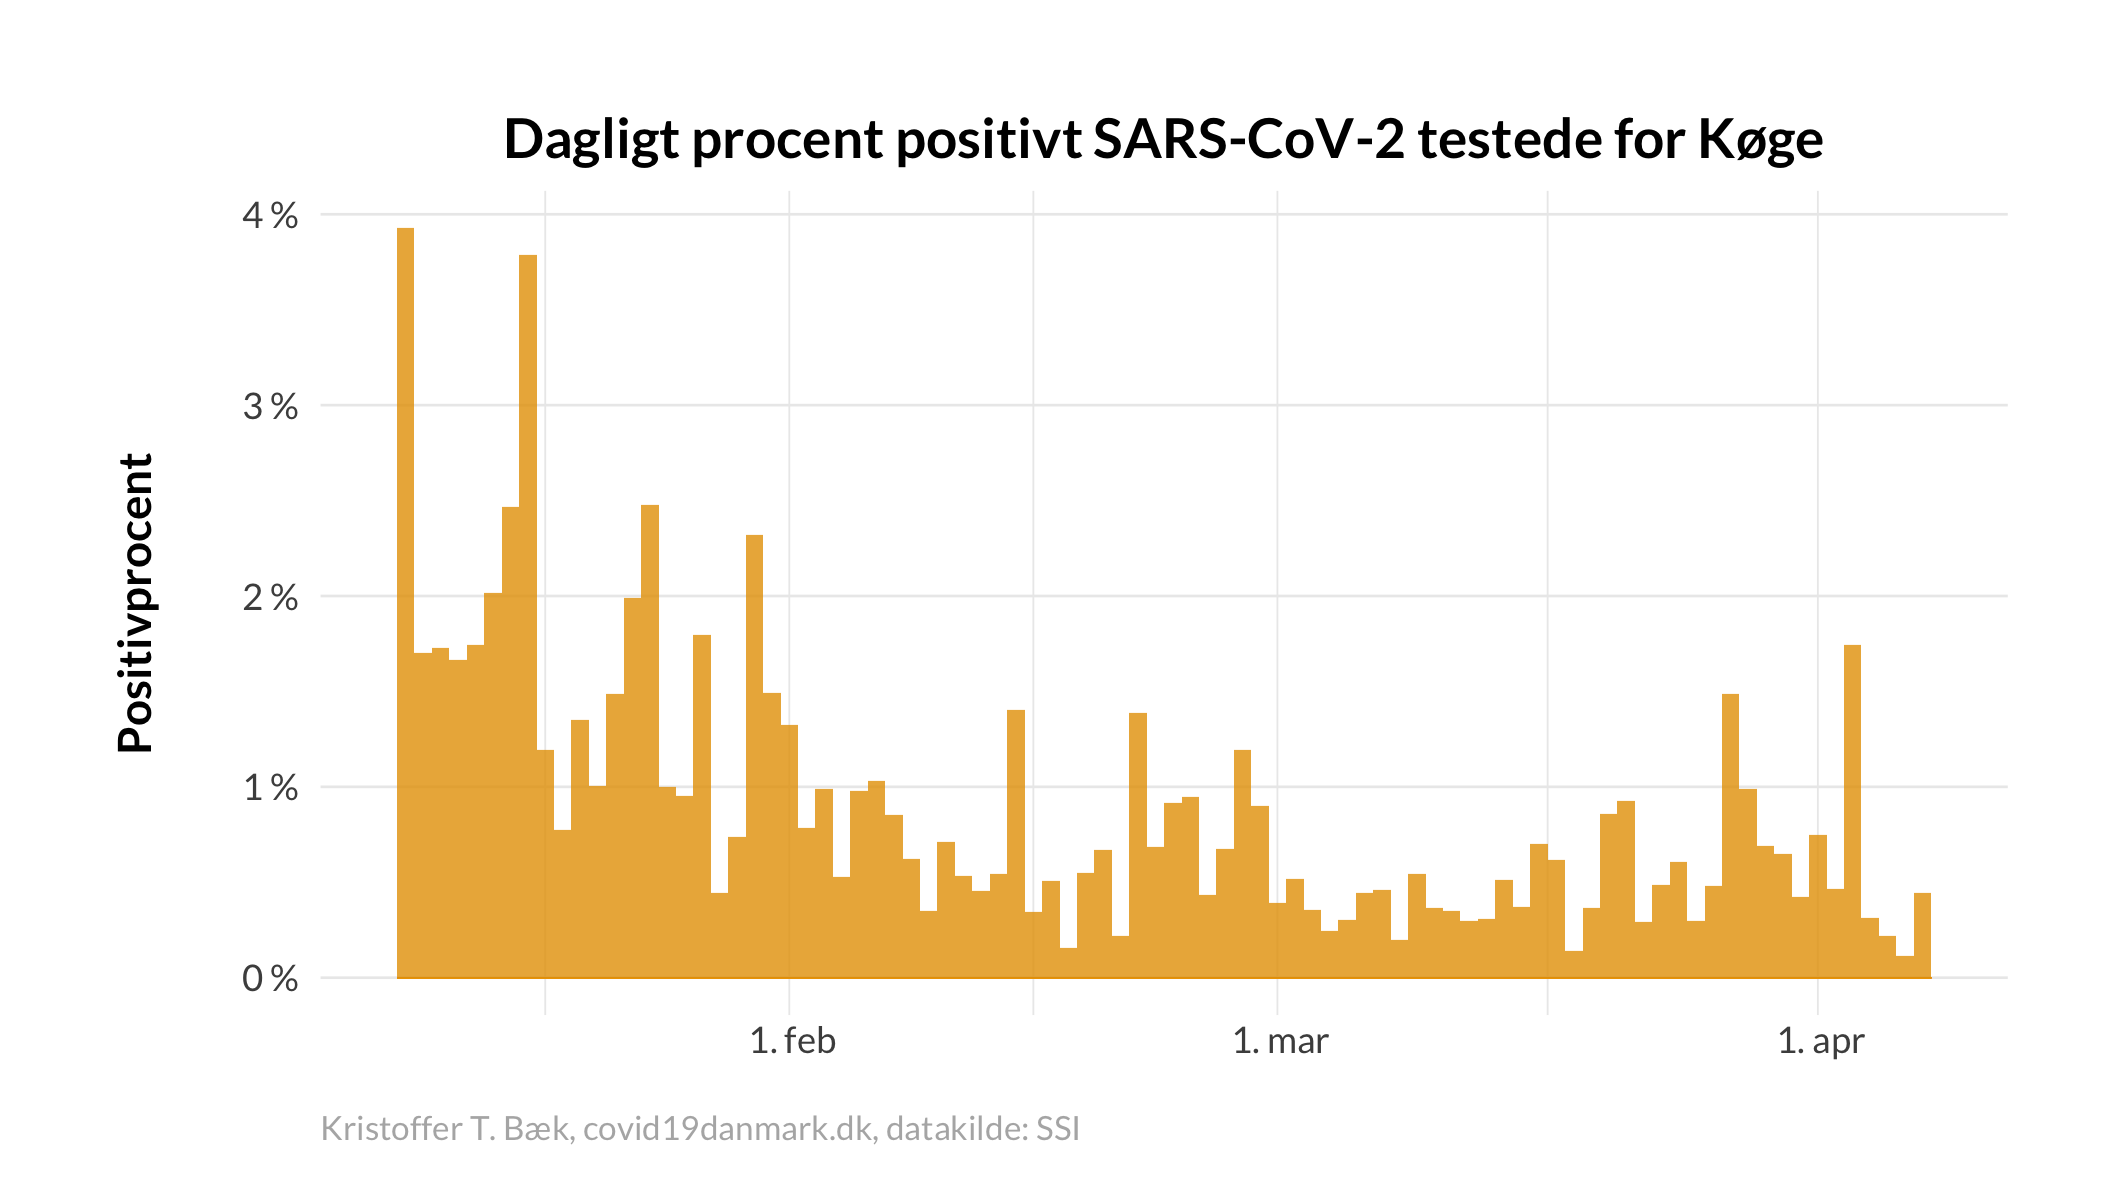 Dagligt procent positivt SARS-CoV-2 testede for Køge
Positivprocent
4 %
3 %
2 %
1 %
0 %
1. feb
1. mar
1. apr
Kristoffer T. Bæk, covid19danmark.dk, datakilde: SSI